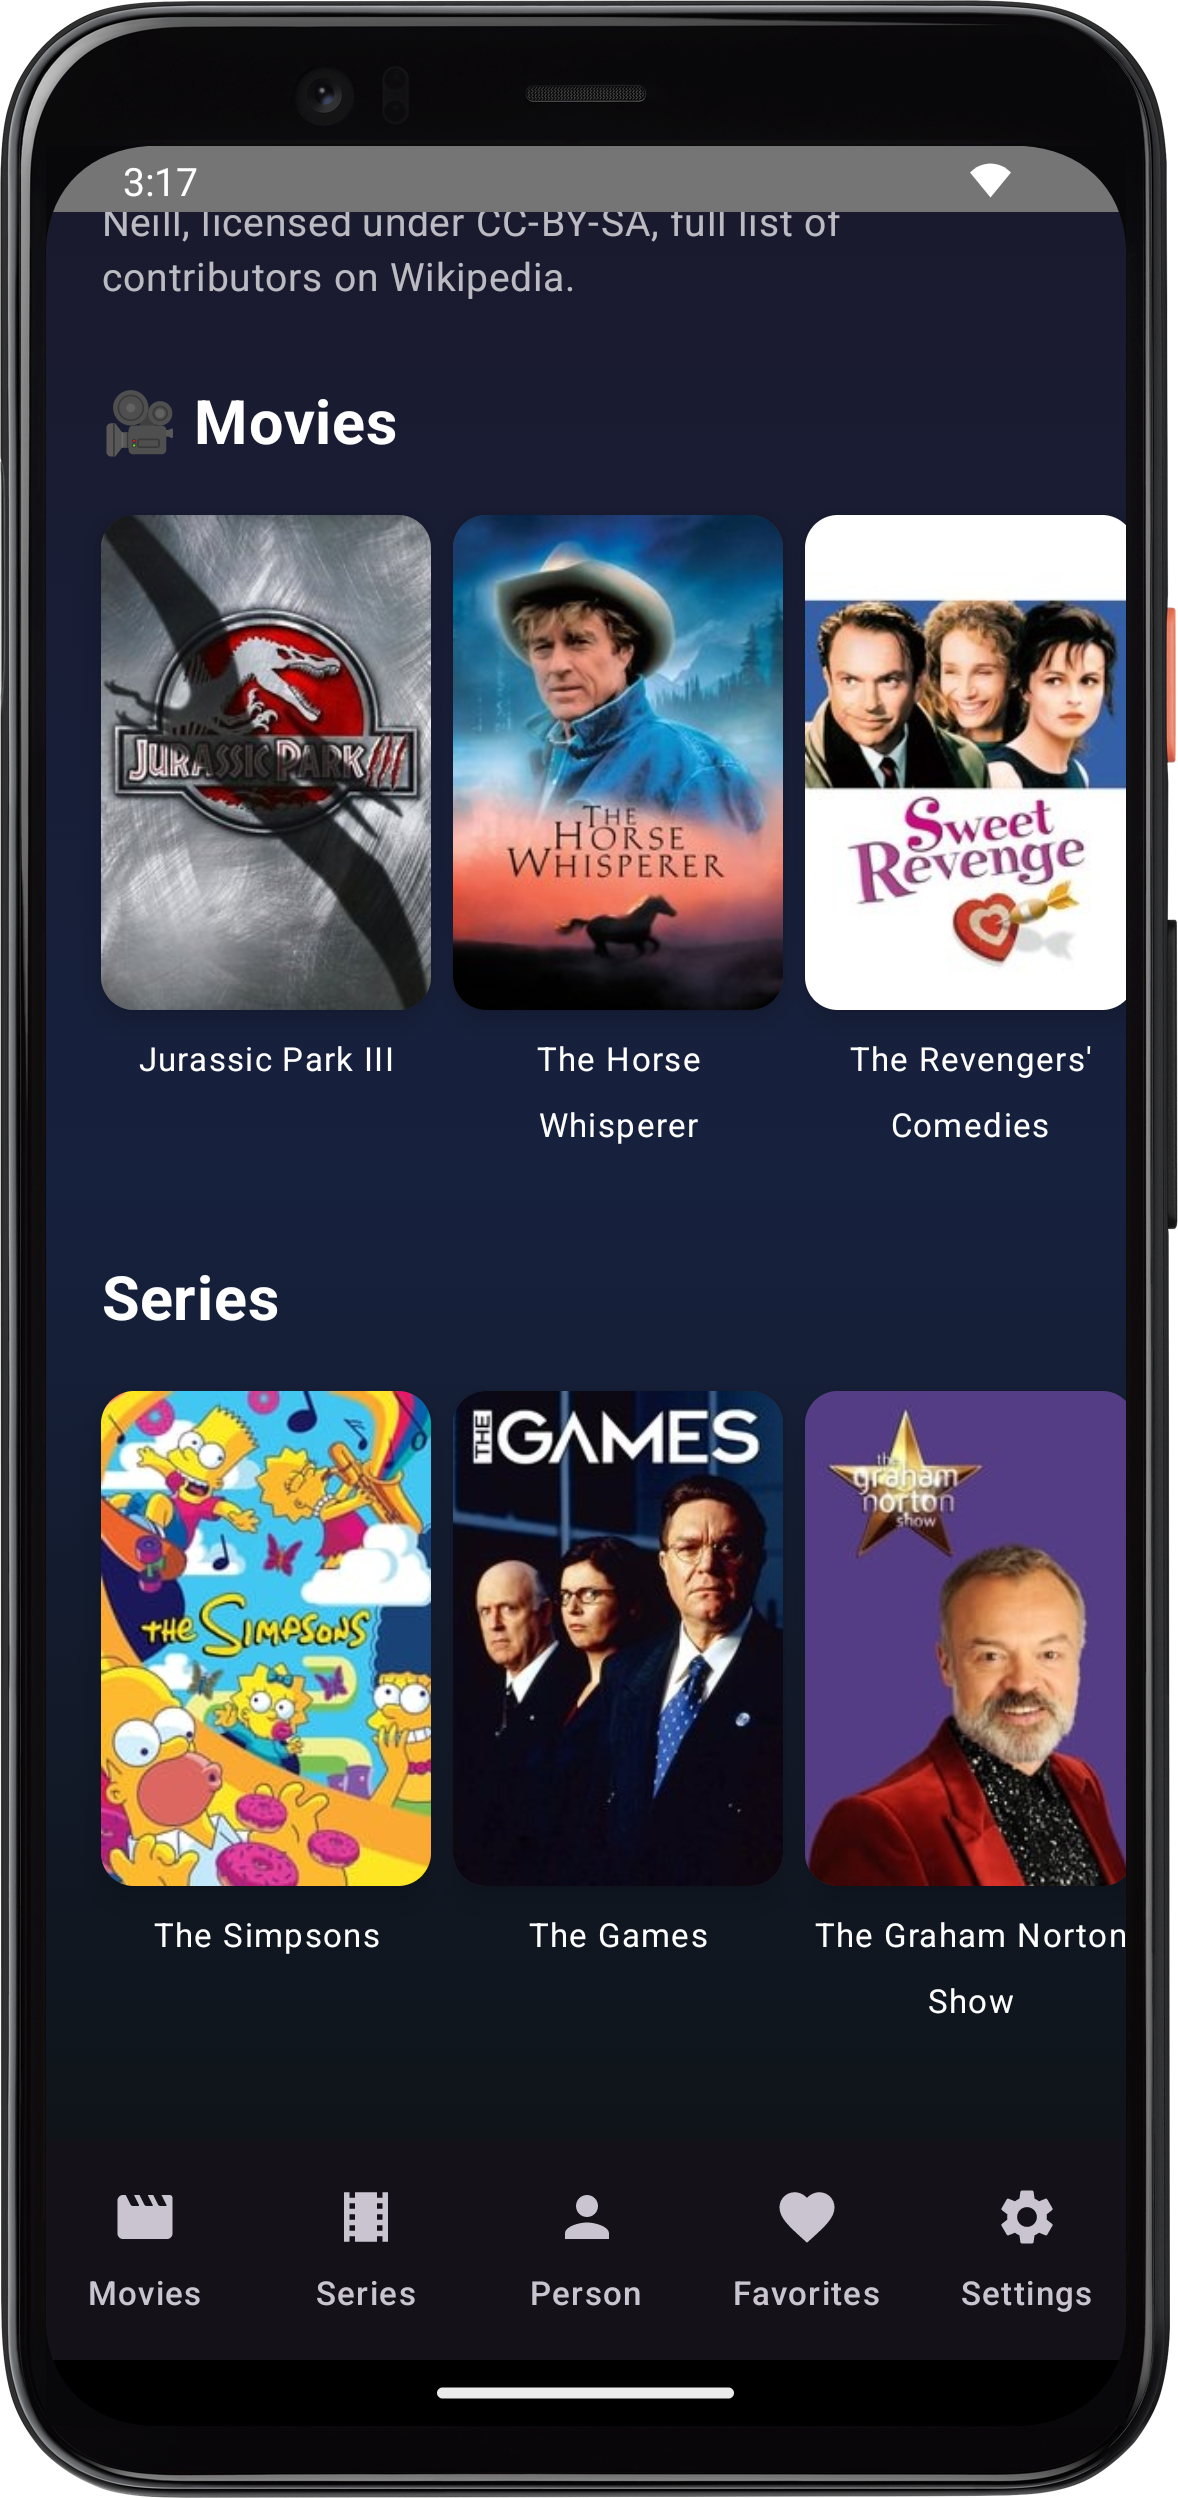 3:17
Neill, licensed under CC-BY-SA, full list of
contributors on Wikipedia.
Movies
JURASSIC PARK III
THE
HORSE
WHISPERER
Sweet
Revenge
Jurassic Park III
The Horse
Whisperer
The Revengers'
Comedies
Series
THE SIMPSONS
THE GAMES
the
graham
norton
show
The Simpsons
The Games
The Graham Norton
Show
Movies
Series
Person
Favorites
Settings